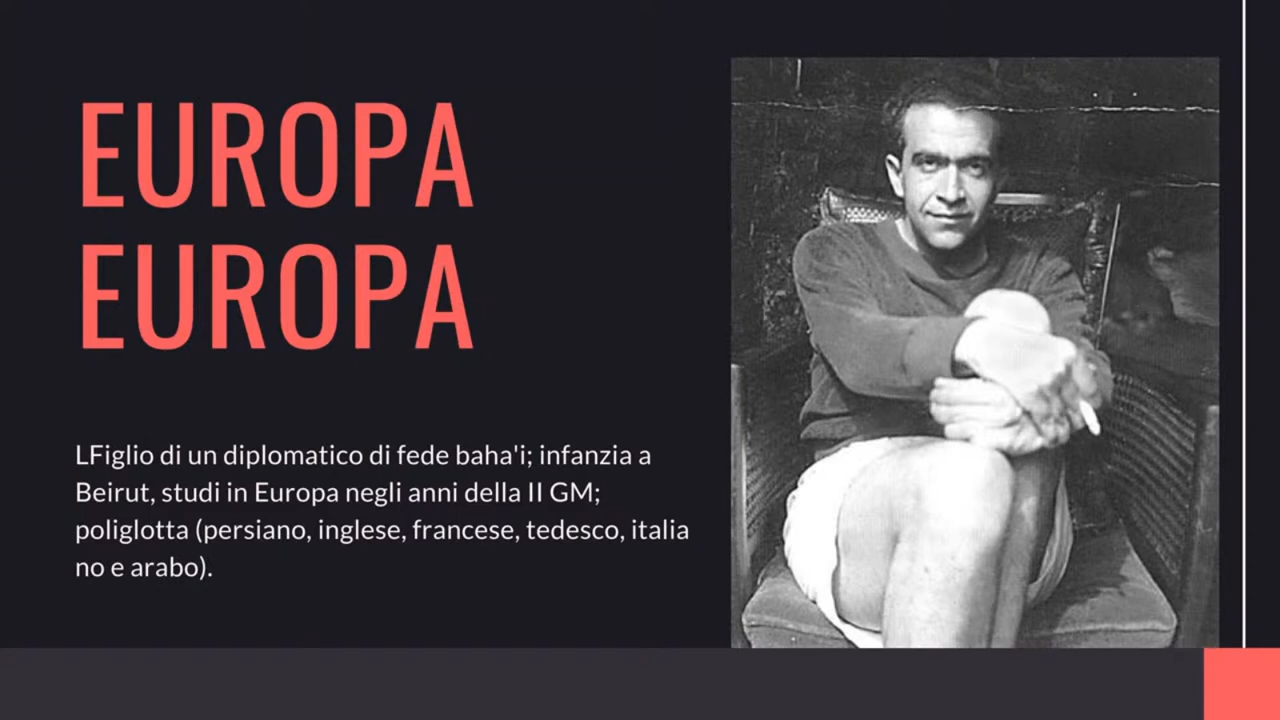 EUROPA
EUROPA
LFiglio di un diplomatico di fede baha'i; infanzia a
Beirut, studi in Europa negli anni della II GM;
poliglotta (persiano, inglese, francese, tedesco, italia
no e arabo).